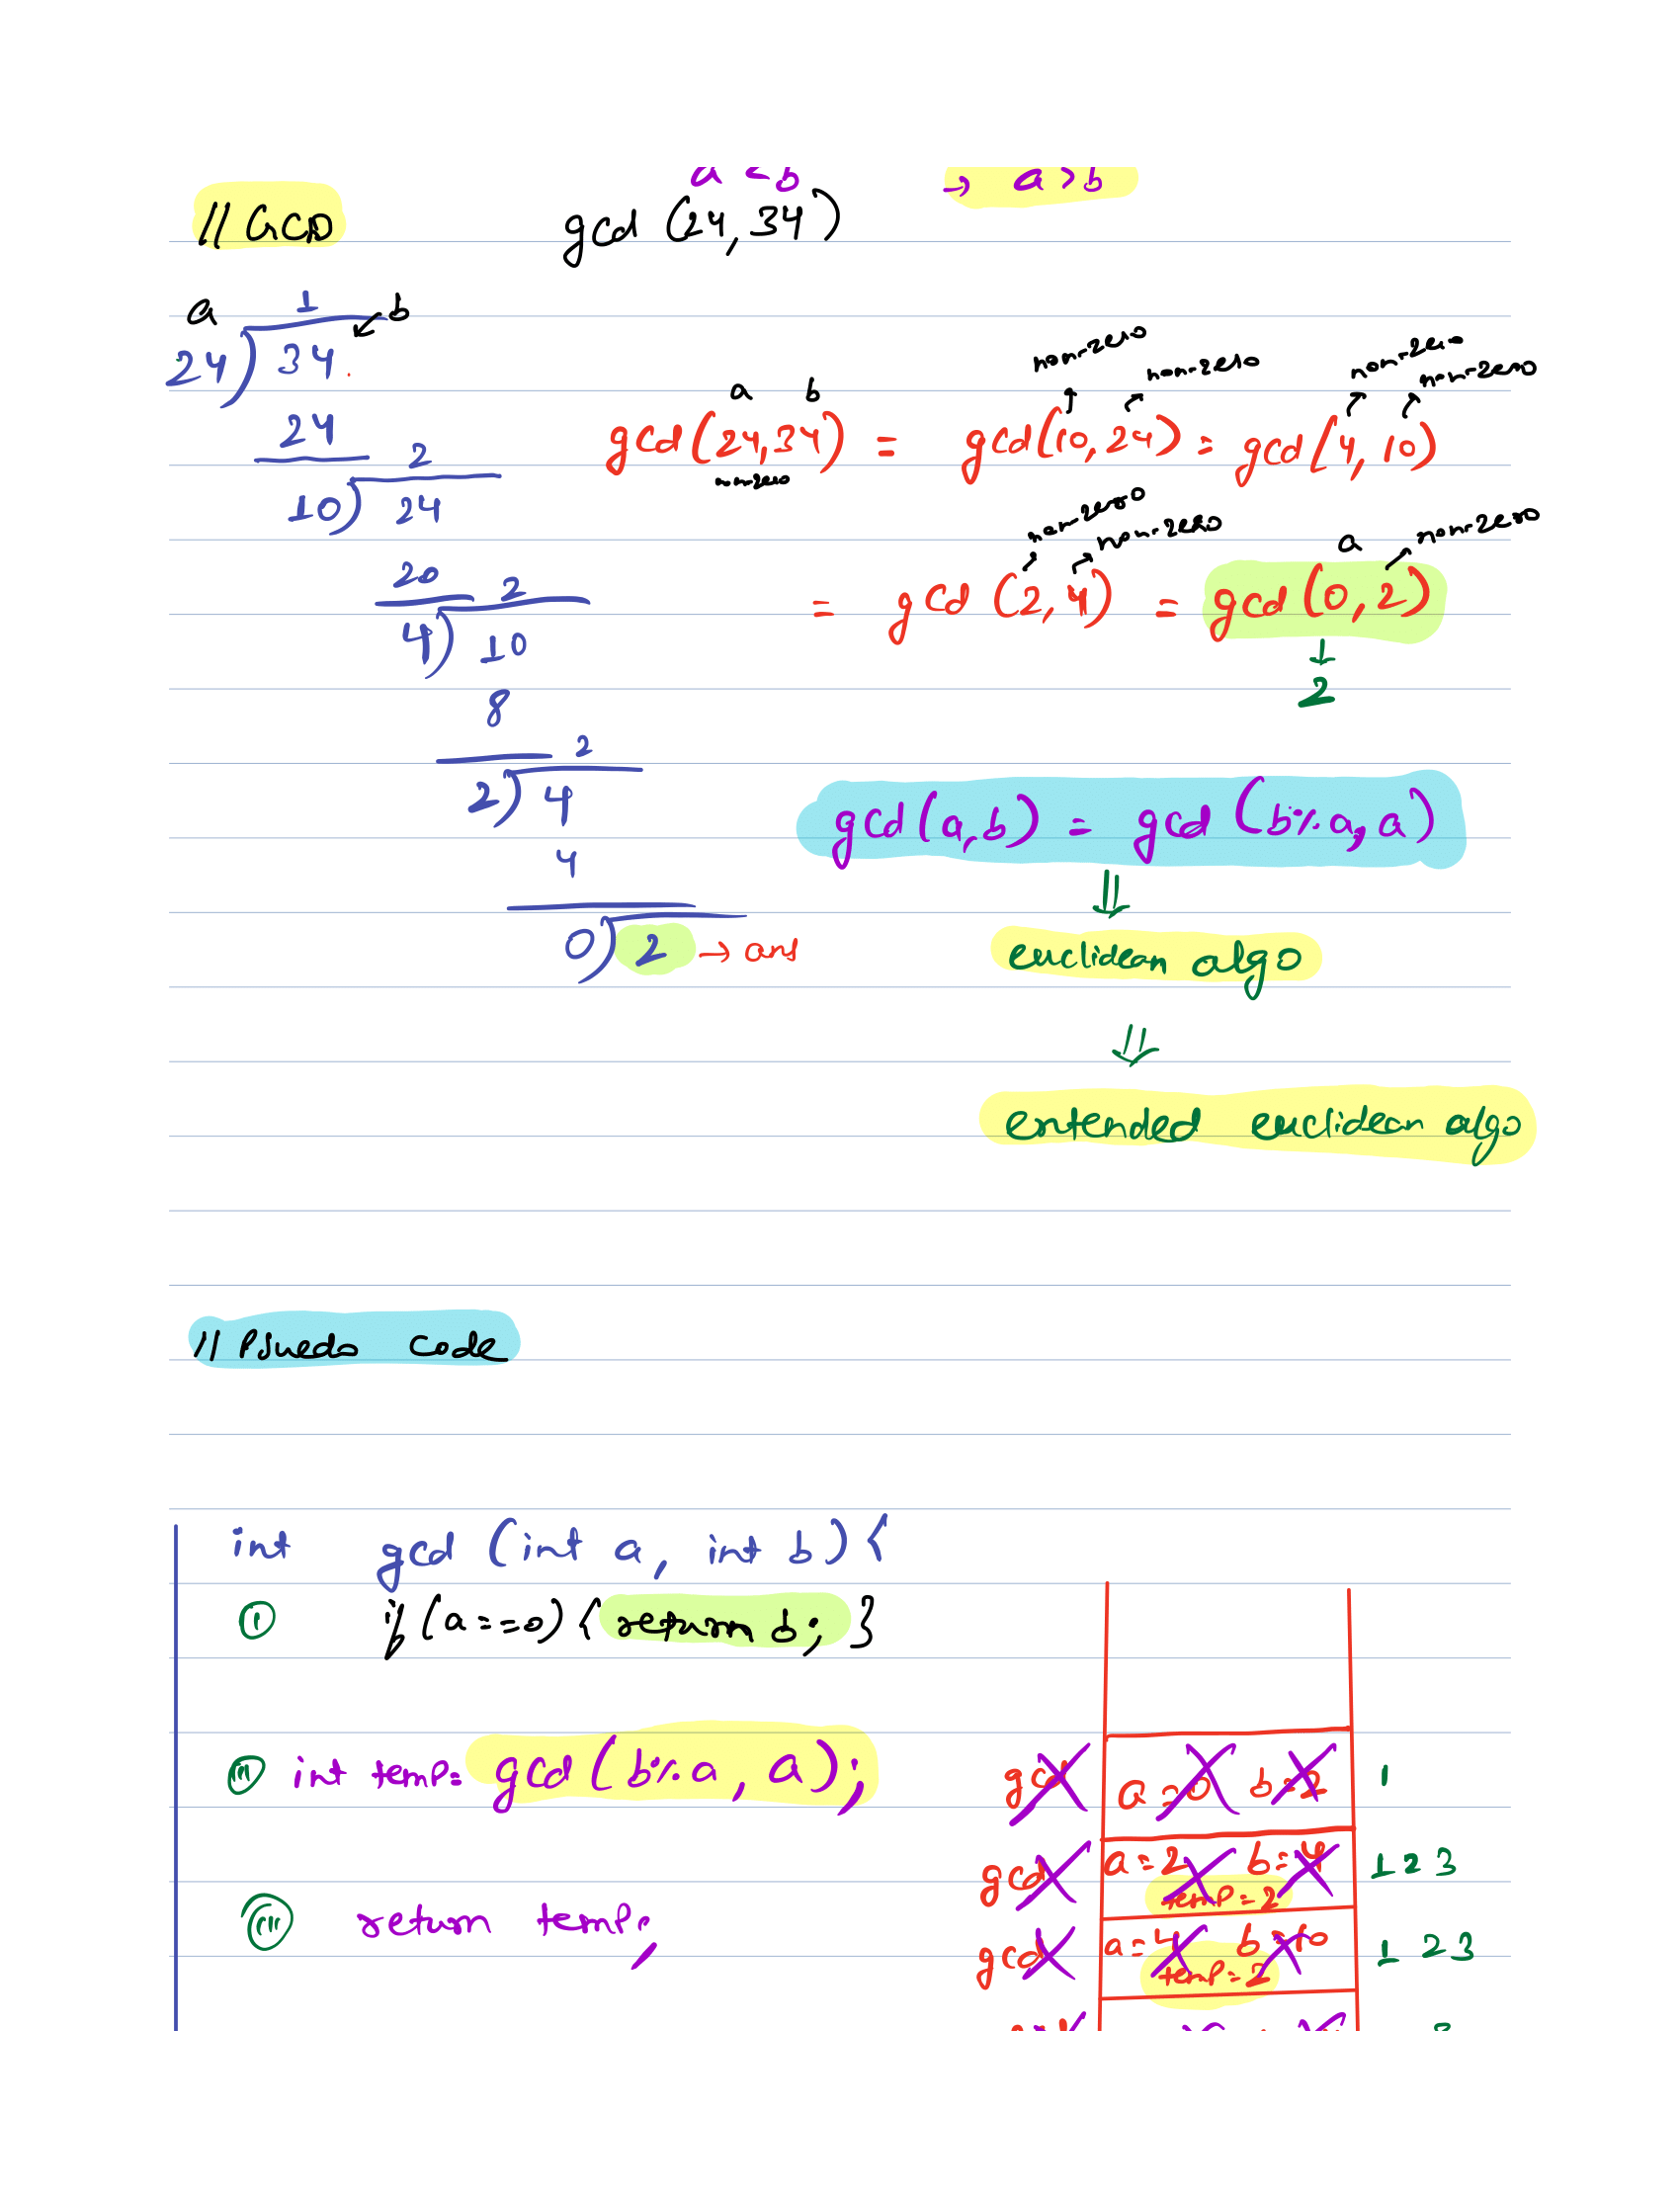 a < b → a > b
// GCD gcd (24, 34)
a 1 b
24) 34
24
2
10) 24
20 2
4) 10
8
2
2) 4
4
0) 2 → ans
non-zero non-zero non-zero non-zero
a b
gcd(24,34) = gcd(10,24) = gcd(4, 10)
non-zero
non-zero non-zero a non-zero
= gcd (2,4) = gcd (0,2)
↓
2
gcd(a,b) = gcd (b%a, a)
⇓
euclidean algo
⇓
entended euclidean algo
// Psuedo Code
int gcd (int a, int b) {
(i) if (a==0) { return b; }
(ii) int temp = gcd (b%a, a);
(iii) return temp;
gcd a=0 b=2 1
gcd a=2 b=4 1 2 3
temp=2
gcd a=4 b=10 1 2 3
temp=2